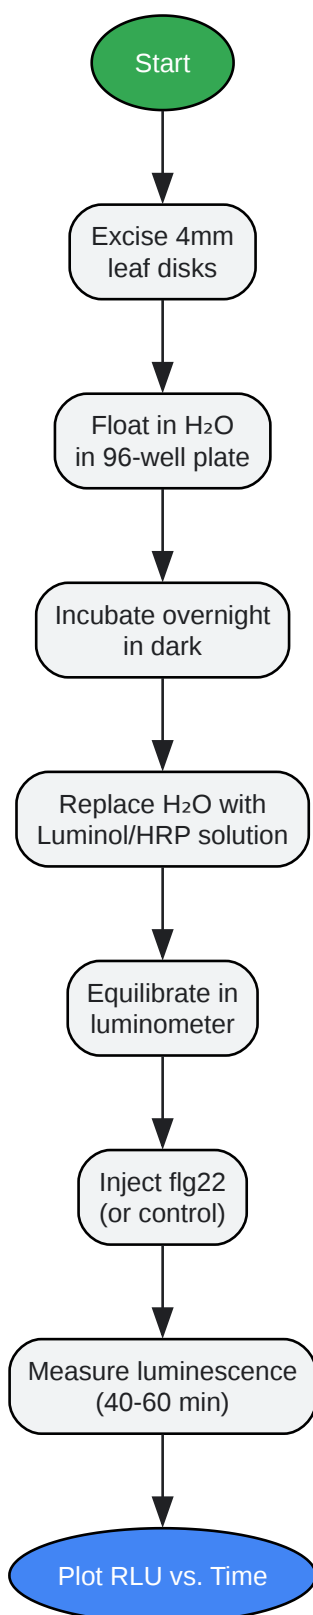 Start
Excise 4mm
leaf disks
Float in H₂O
in 96-well plate
Incubate overnight
in dark
Replace H₂O with
Luminol/HRP solution
Equilibrate in
luminometer
Inject flg22
(or control)
Measure luminescence
(40-60 min)
Plot RLU vs. Time